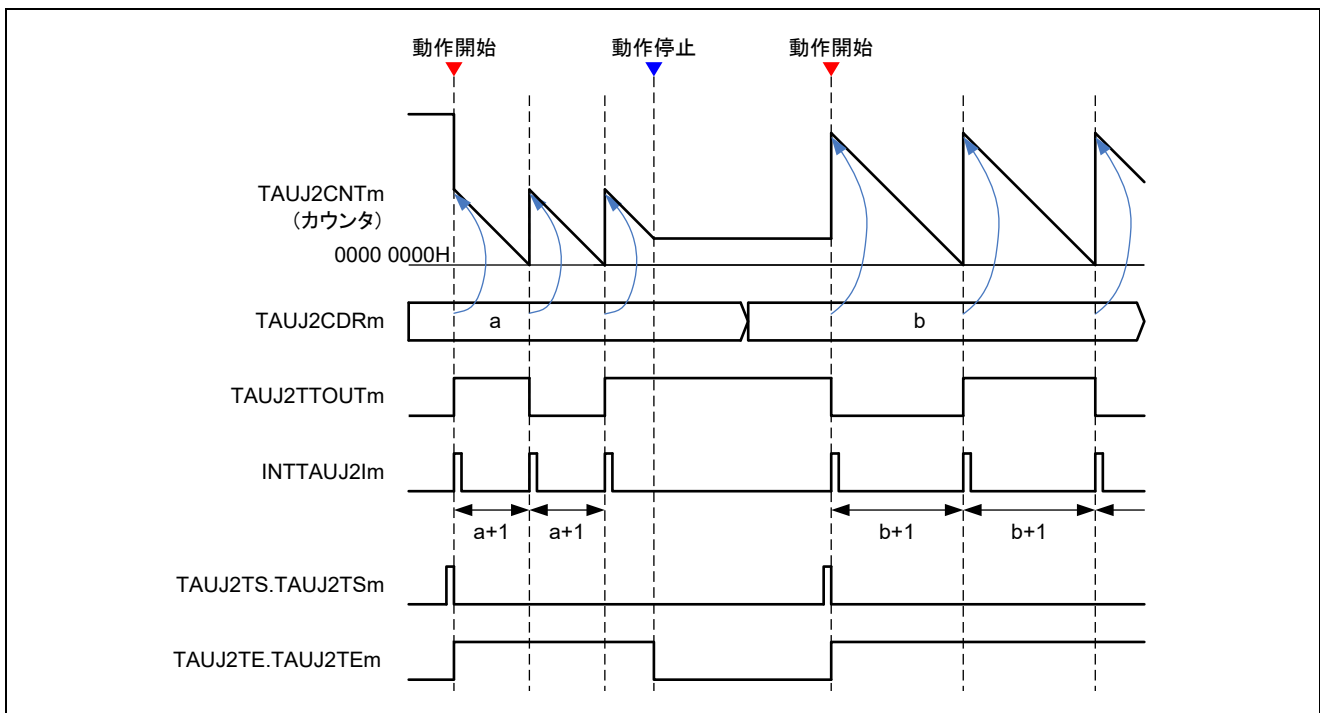 動作開始 動作停止 動作開始
TAUJ2CNTm
(カウンタ)
0000 0000H
TAUJ2CDRm a b
TAUJ2TTOUTm
INTTAUJ2Im
a+1 a+1 b+1 b+1
TAUJ2TS.TAUJ2TSm
TAUJ2TE.TAUJ2TEm